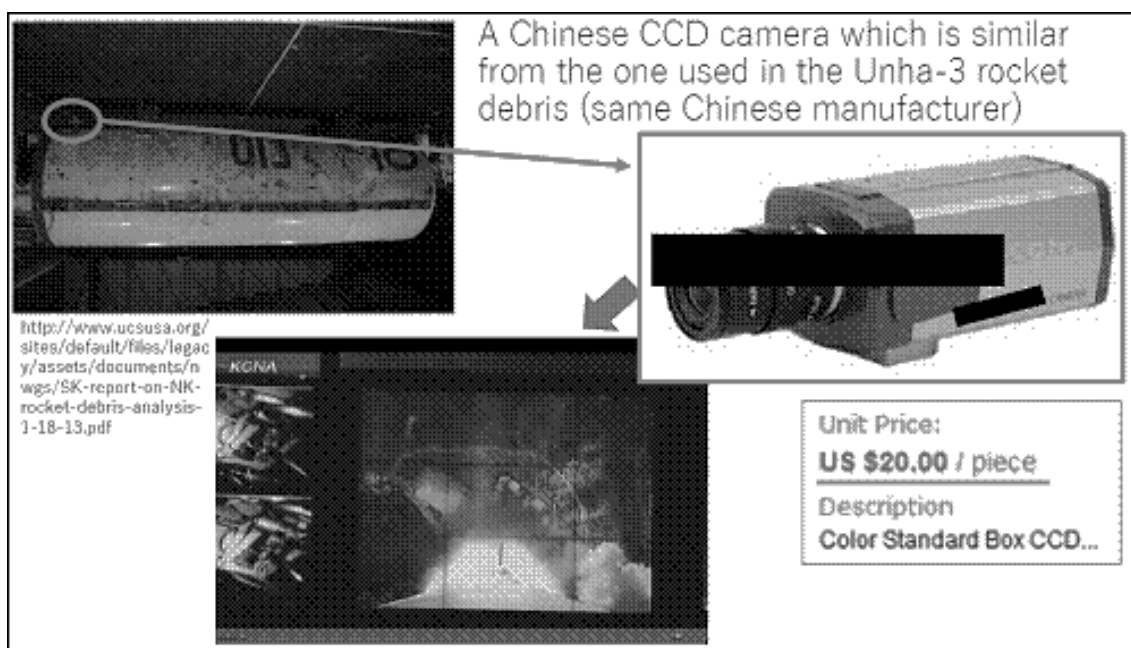 A Chinese CCD camera which is similar
from the one used in the Unha-3 rocket
debris (same Chinese manufacturer)
http://www.ucsusa.org/
sites/default/files/legac
y/assets/documents/n
wgs/SK-report-on-NK-
rocket-debris-analysis-
1-18-13.pdf
KCNA
Unit Price:
US $20.00 / piece
Description
Color Standard Box CCD...